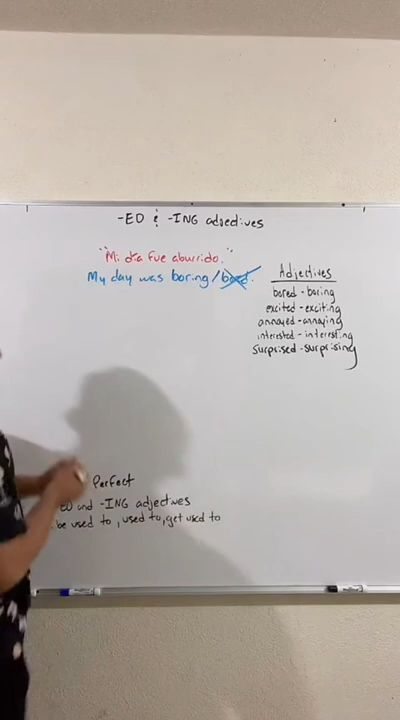 -ED & -ING adjectives
"Mi día fue aburrido."
My day was boring / bored.
Adjectives
bored - boring
excited - exciting
annoyed - annoying
interested - interesting
surprised - surprising
Perfect
ED and -ING adjectives
be used to, used to, get used to